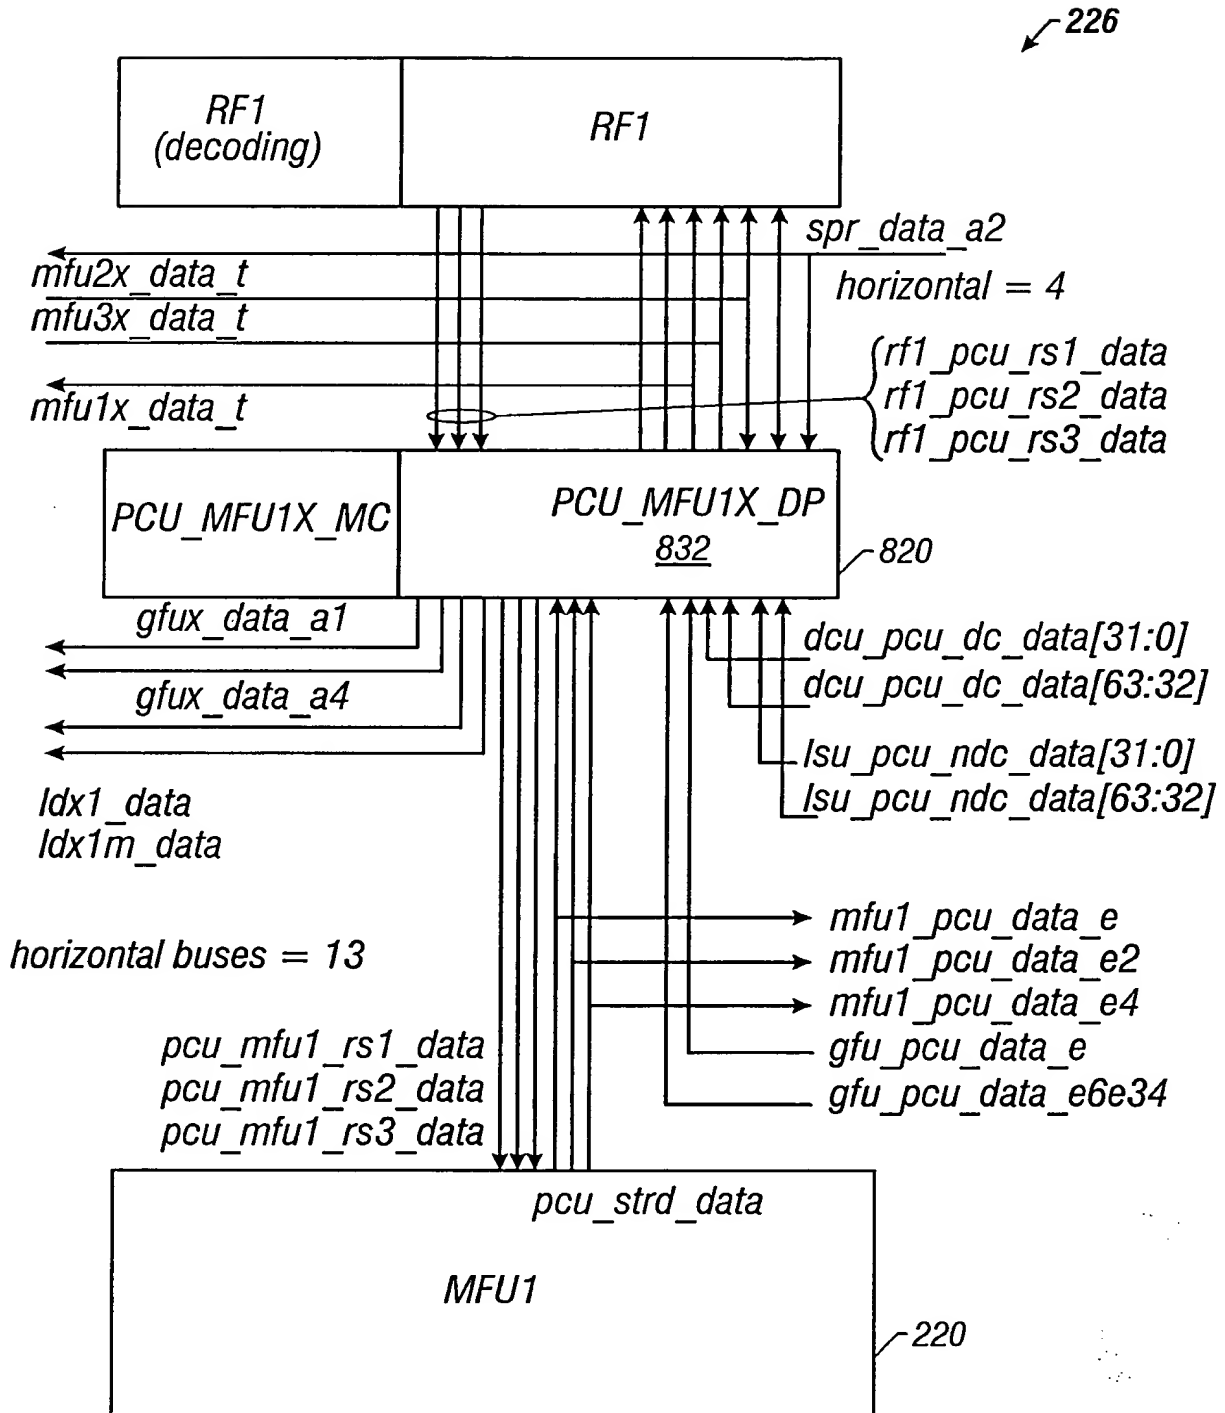 226
RF1
(decoding)
RF1
spr_data_a2
mfu2x_data_t
horizontal = 4
mfu3x_data_t
rf1_pcu_rs1_data
mfu1x_data_t
rf1_pcu_rs2_data
rf1_pcu_rs3_data
PCU_MFU1X_MC
PCU_MFU1X_DP
832
820
gfux_data_a1
dcu_pcu_dc_data[31:0]
gfux_data_a4
dcu_pcu_dc_data[63:32]
lsu_pcu_ndc_data[31:0]
ldx1_data
lsu_pcu_ndc_data[63:32]
ldx1m_data
mfu1_pcu_data_e
horizontal buses = 13
mfu1_pcu_data_e2
mfu1_pcu_data_e4
pcu_mfu1_rs1_data
gfu_pcu_data_e
pcu_mfu1_rs2_data
gfu_pcu_data_e6e34
pcu_mfu1_rs3_data
pcu_strd_data
MFU1
220